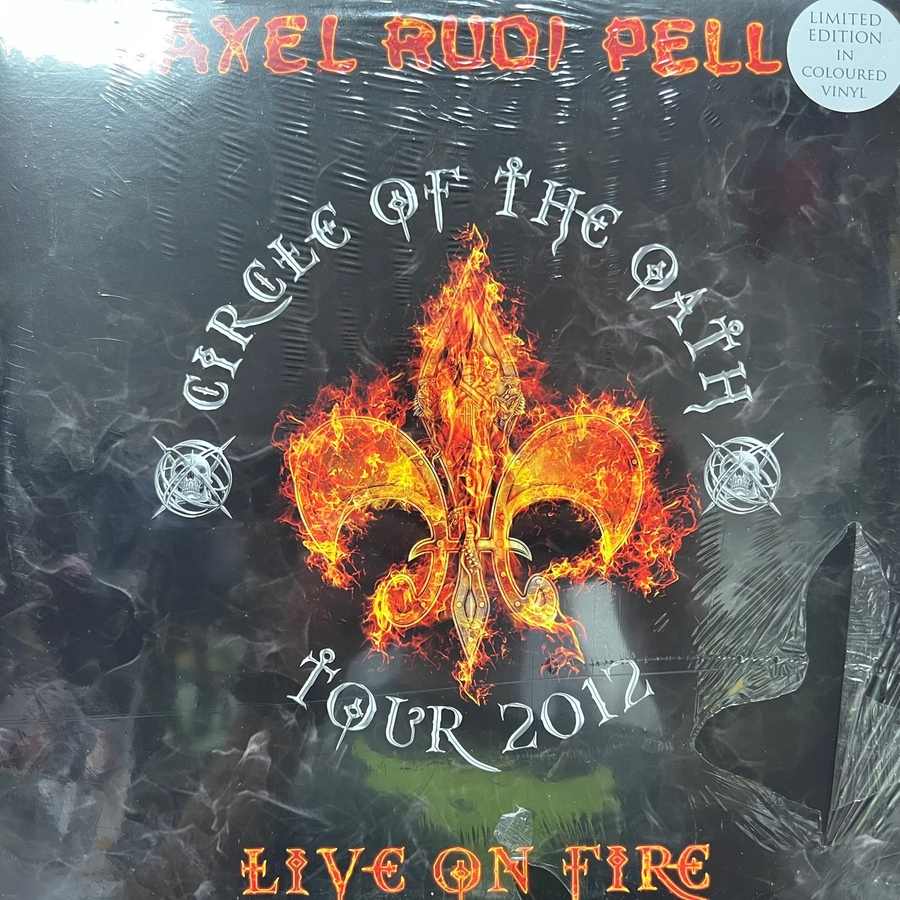 AXEL RUDI PELL
LIMITED
EDITION
IN
COLOURED
VINYL
CIRCLE OF THE OATH
TOUR 2012
LIVE ON FIRE